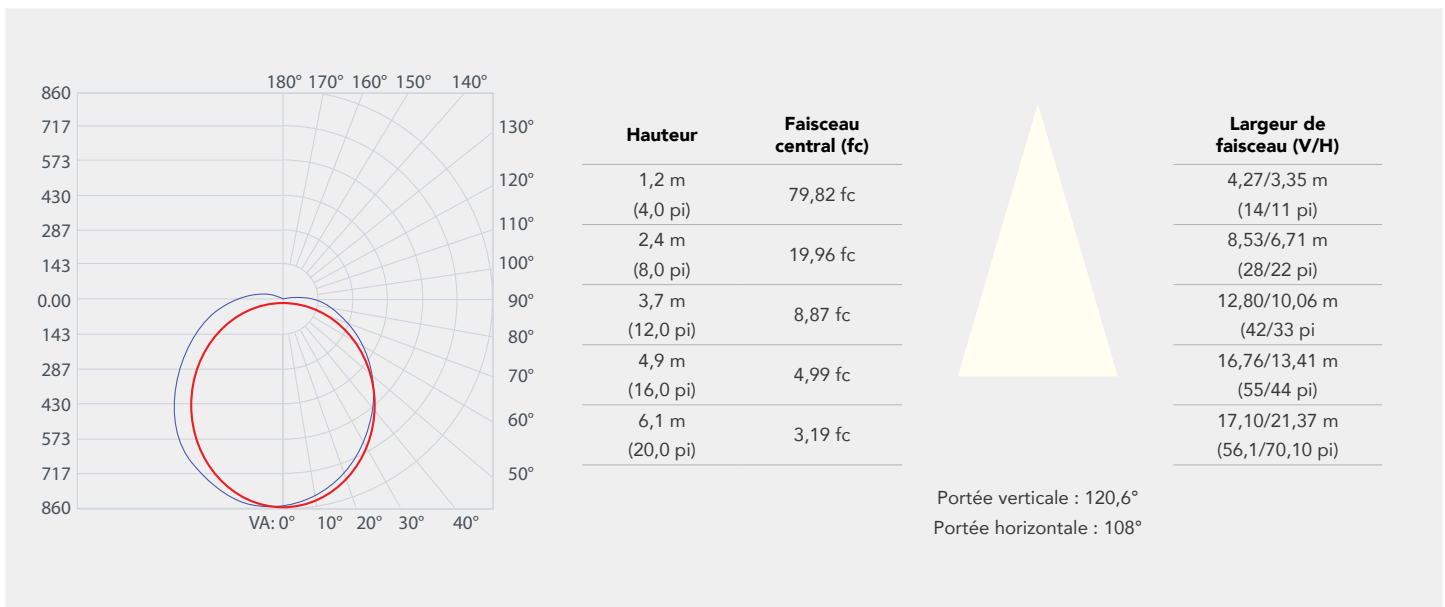 180° 170° 160° 150° 140°
860
717
573
430
287
143
0.00
143
287
430
573
717
860
130°
120°
110°
100°
90°
80°
70°
60°
50°
VA: 0° 10° 20° 30° 40°
Hauteur
Faisceau
central (fc)
1,2 m
(4,0 pi)
79,82 fc
2,4 m
(8,0 pi)
19,96 fc
3,7 m
(12,0 pi)
8,87 fc
4,9 m
(16,0 pi)
4,99 fc
6,1 m
(20,0 pi)
3,19 fc
Largeur de
faisceau (V/H)
4,27/3,35 m
(14/11 pi)
8,53/6,71 m
(28/22 pi)
12,80/10,06 m
(42/33 pi
16,76/13,41 m
(55/44 pi)
17,10/21,37 m
(56,1/70,10 pi)
Portée verticale : 120,6°
Portée horizontale : 108°